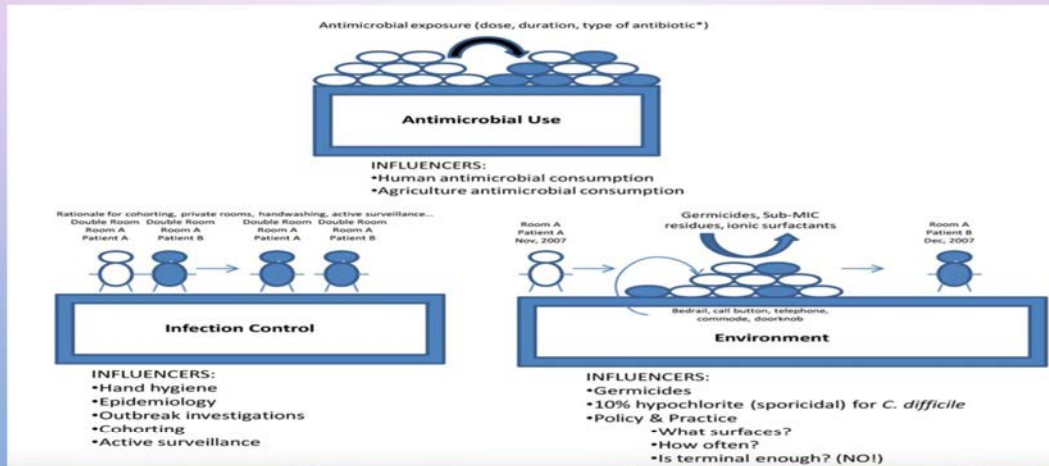 Antimicrobial exposure (dose, duration, type of antibiotic*)
Antimicrobial Use
INFLUENCERS:
•Human antimicrobial consumption
•Agriculture antimicrobial consumption
Rationale for cohorting, private rooms, handwashing, active surveillance...
Double Room Double Room Double Room Double Room
Room A Room A Room A Room A
Patient A Patient B Patient A Patient B
Infection Control
INFLUENCERS:
•Hand hygiene
•Epidemiology
•Outbreak investigations
•Cohorting
•Active surveillance
Germicides, Sub-MIC
residues, ionic surfactants
Room A
Patient A
Nov, 2007
Room A
Patient B
Dec, 2007
Bedrail, call button, telephone,
commode, doorknob
Environment
INFLUENCERS:
•Germicides
•10% hypochlorite (sporicidal) for C. difficile
•Policy & Practice
•What surfaces?
•How often?
•Is terminal enough? (NO!)